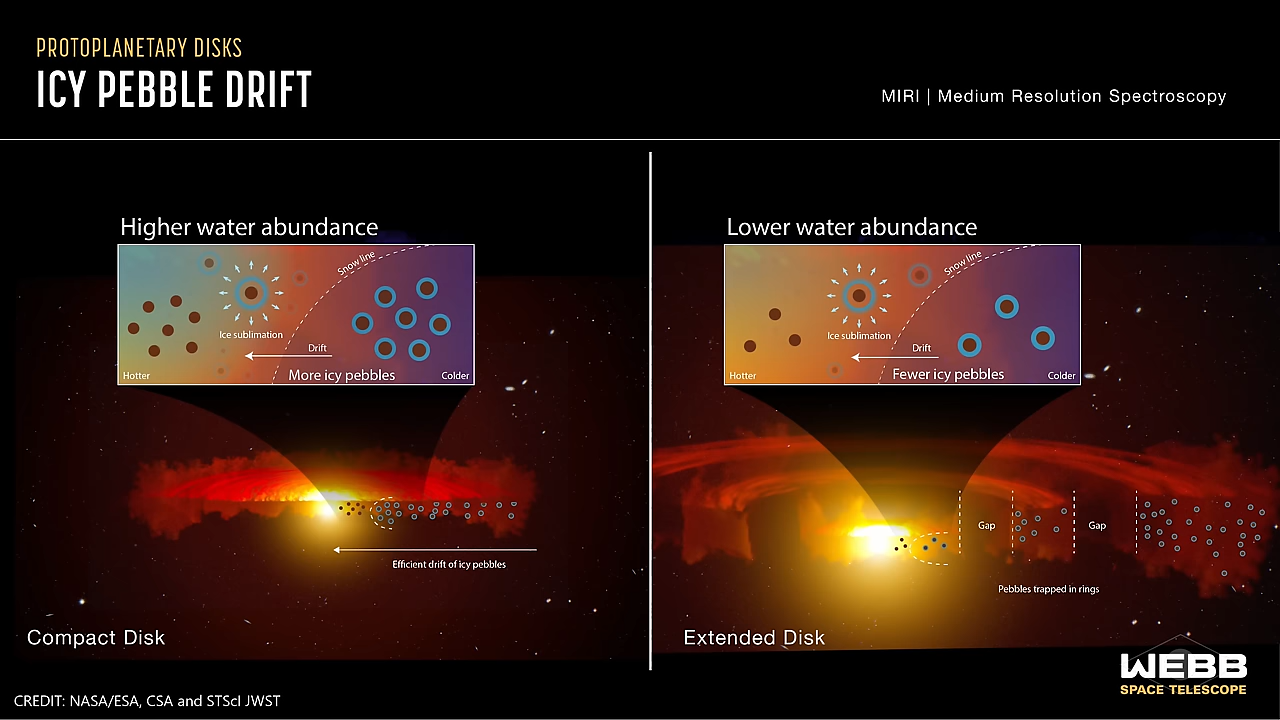 PROTOPLANETARY DISKS
ICY PEBBLE DRIFT
MIRI | Medium Resolution Spectroscopy
Higher water abundance
Snow line
Ice sublimation
Drift
Hotter
More icy pebbles
Colder
Efficient drift of icy pebbles
Compact Disk
Lower water abundance
Snow line
Ice sublimation
Drift
Hotter
Fewer icy pebbles
Colder
Gap
Gap
Pebbles trapped in rings
Extended Disk
WEBB
SPACE TELESCOPE
CREDIT: NASA/ESA, CSA and STScI JWST